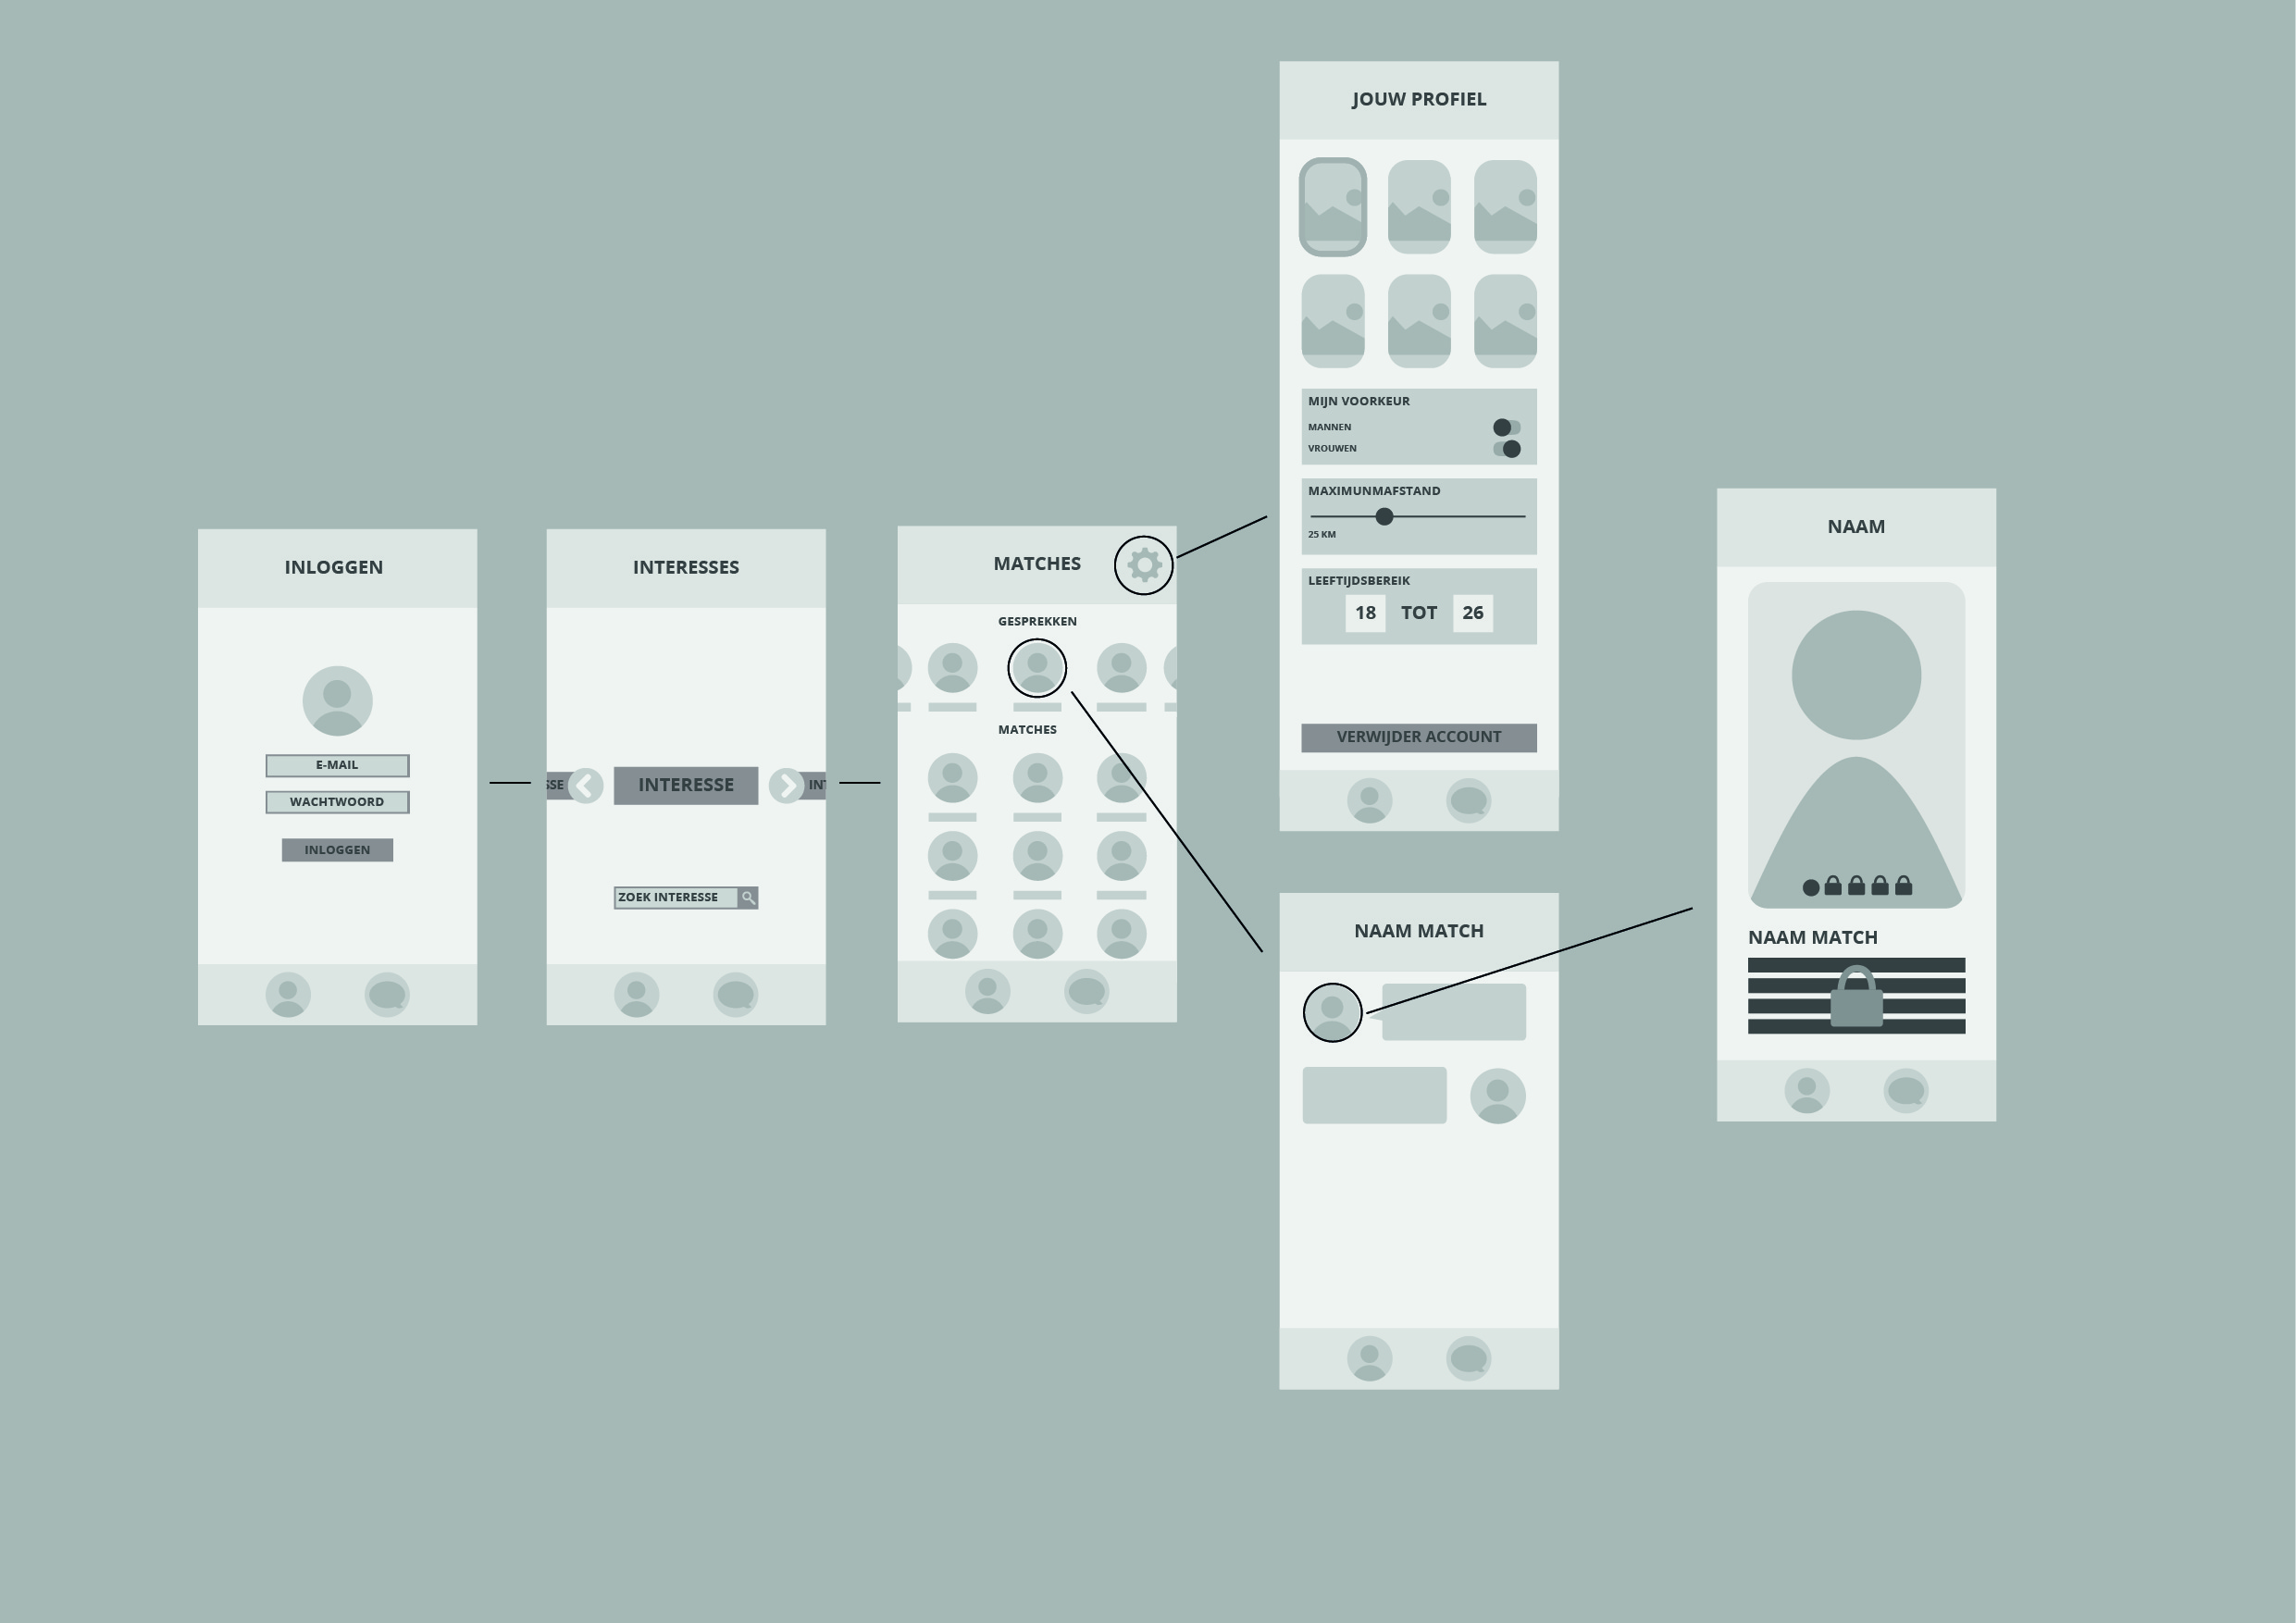 INLOGGEN
E-MAIL
WACHTWOORD
INLOGGEN
INTERESSES
SSE
INTERESSE
INT
ZOEK INTERESSE
MATCHES
GESPREKKEN
MATCHES
JOUW PROFIEL
MIJN VOORKEUR
MANNEN
VROUWEN
MAXIMUNMAFSTAND
25 KM
LEEFTIJDSBEREIK
18 TOT 26
VERWIJDER ACCOUNT
NAAM MATCH
NAAM
NAAM MATCH